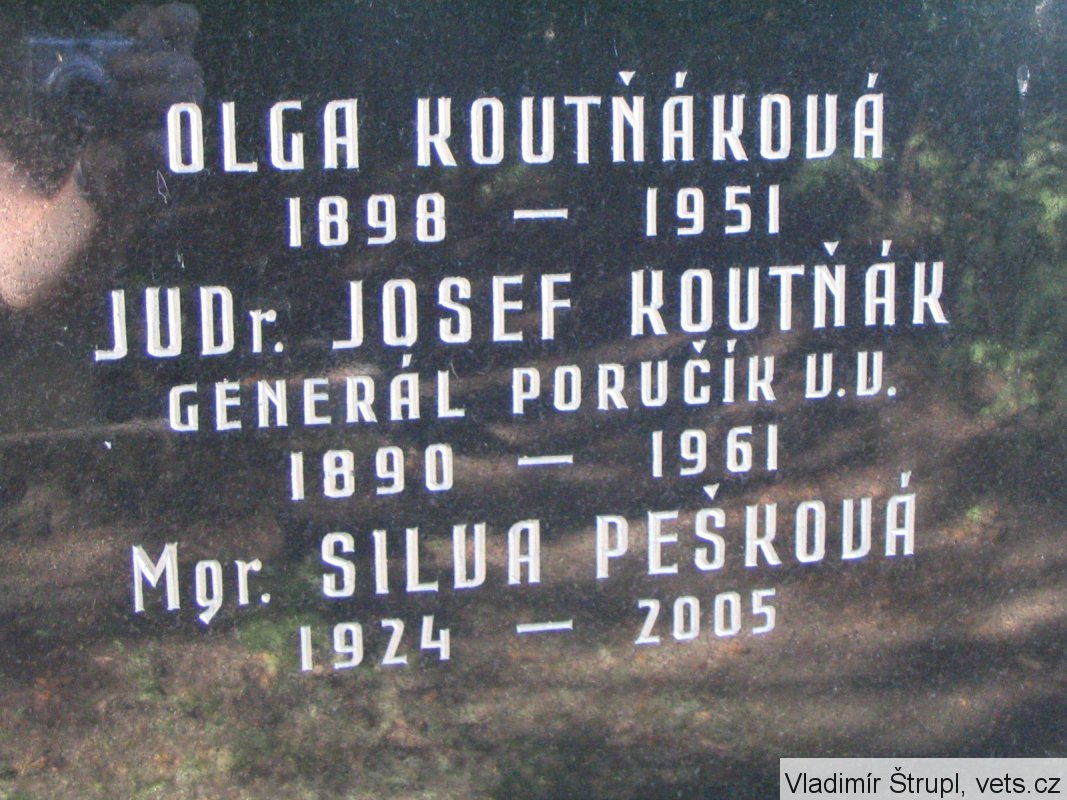 OLGA KOUTŇÁKOVÁ
1898 — 1951
JUDr. JOSEF KOUTŇÁK
GENERÁL PORUČÍK V.V.
1890 — 1961
Mgr. SILVA PEŠKOVÁ
1924 — 2005
Vladimír Štrupl, vets.cz